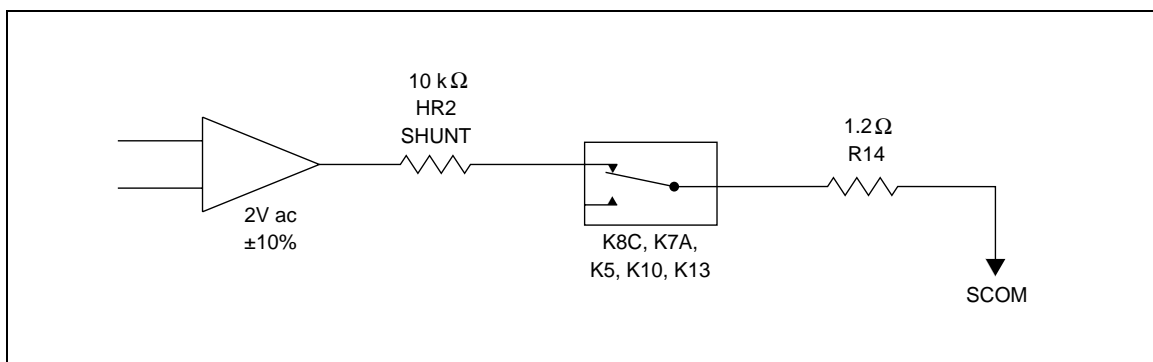 10 kΩ
HR2
SHUNT
1.2Ω
R14
2V ac
±10%
K8C, K7A,
K5, K10, K13
SCOM